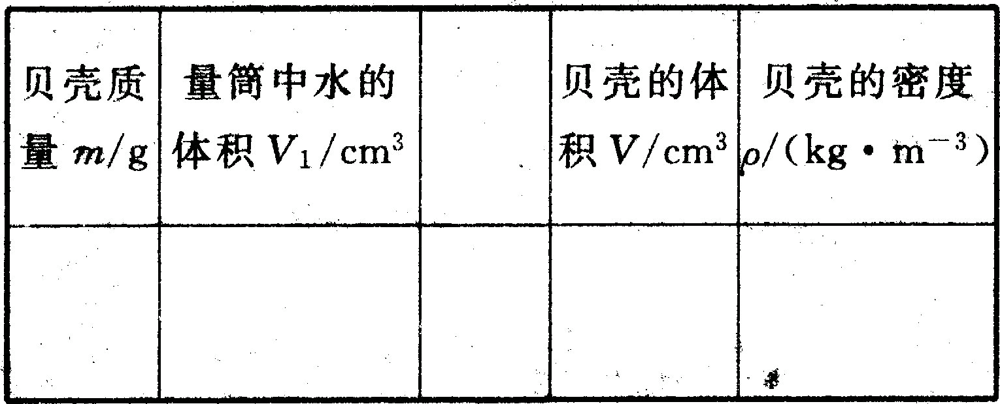 贝壳质
量 m/g
量筒中水的
体积 V₁/cm³
贝壳的体
积 V/cm³
贝壳的密度
ρ/(kg·m⁻³)